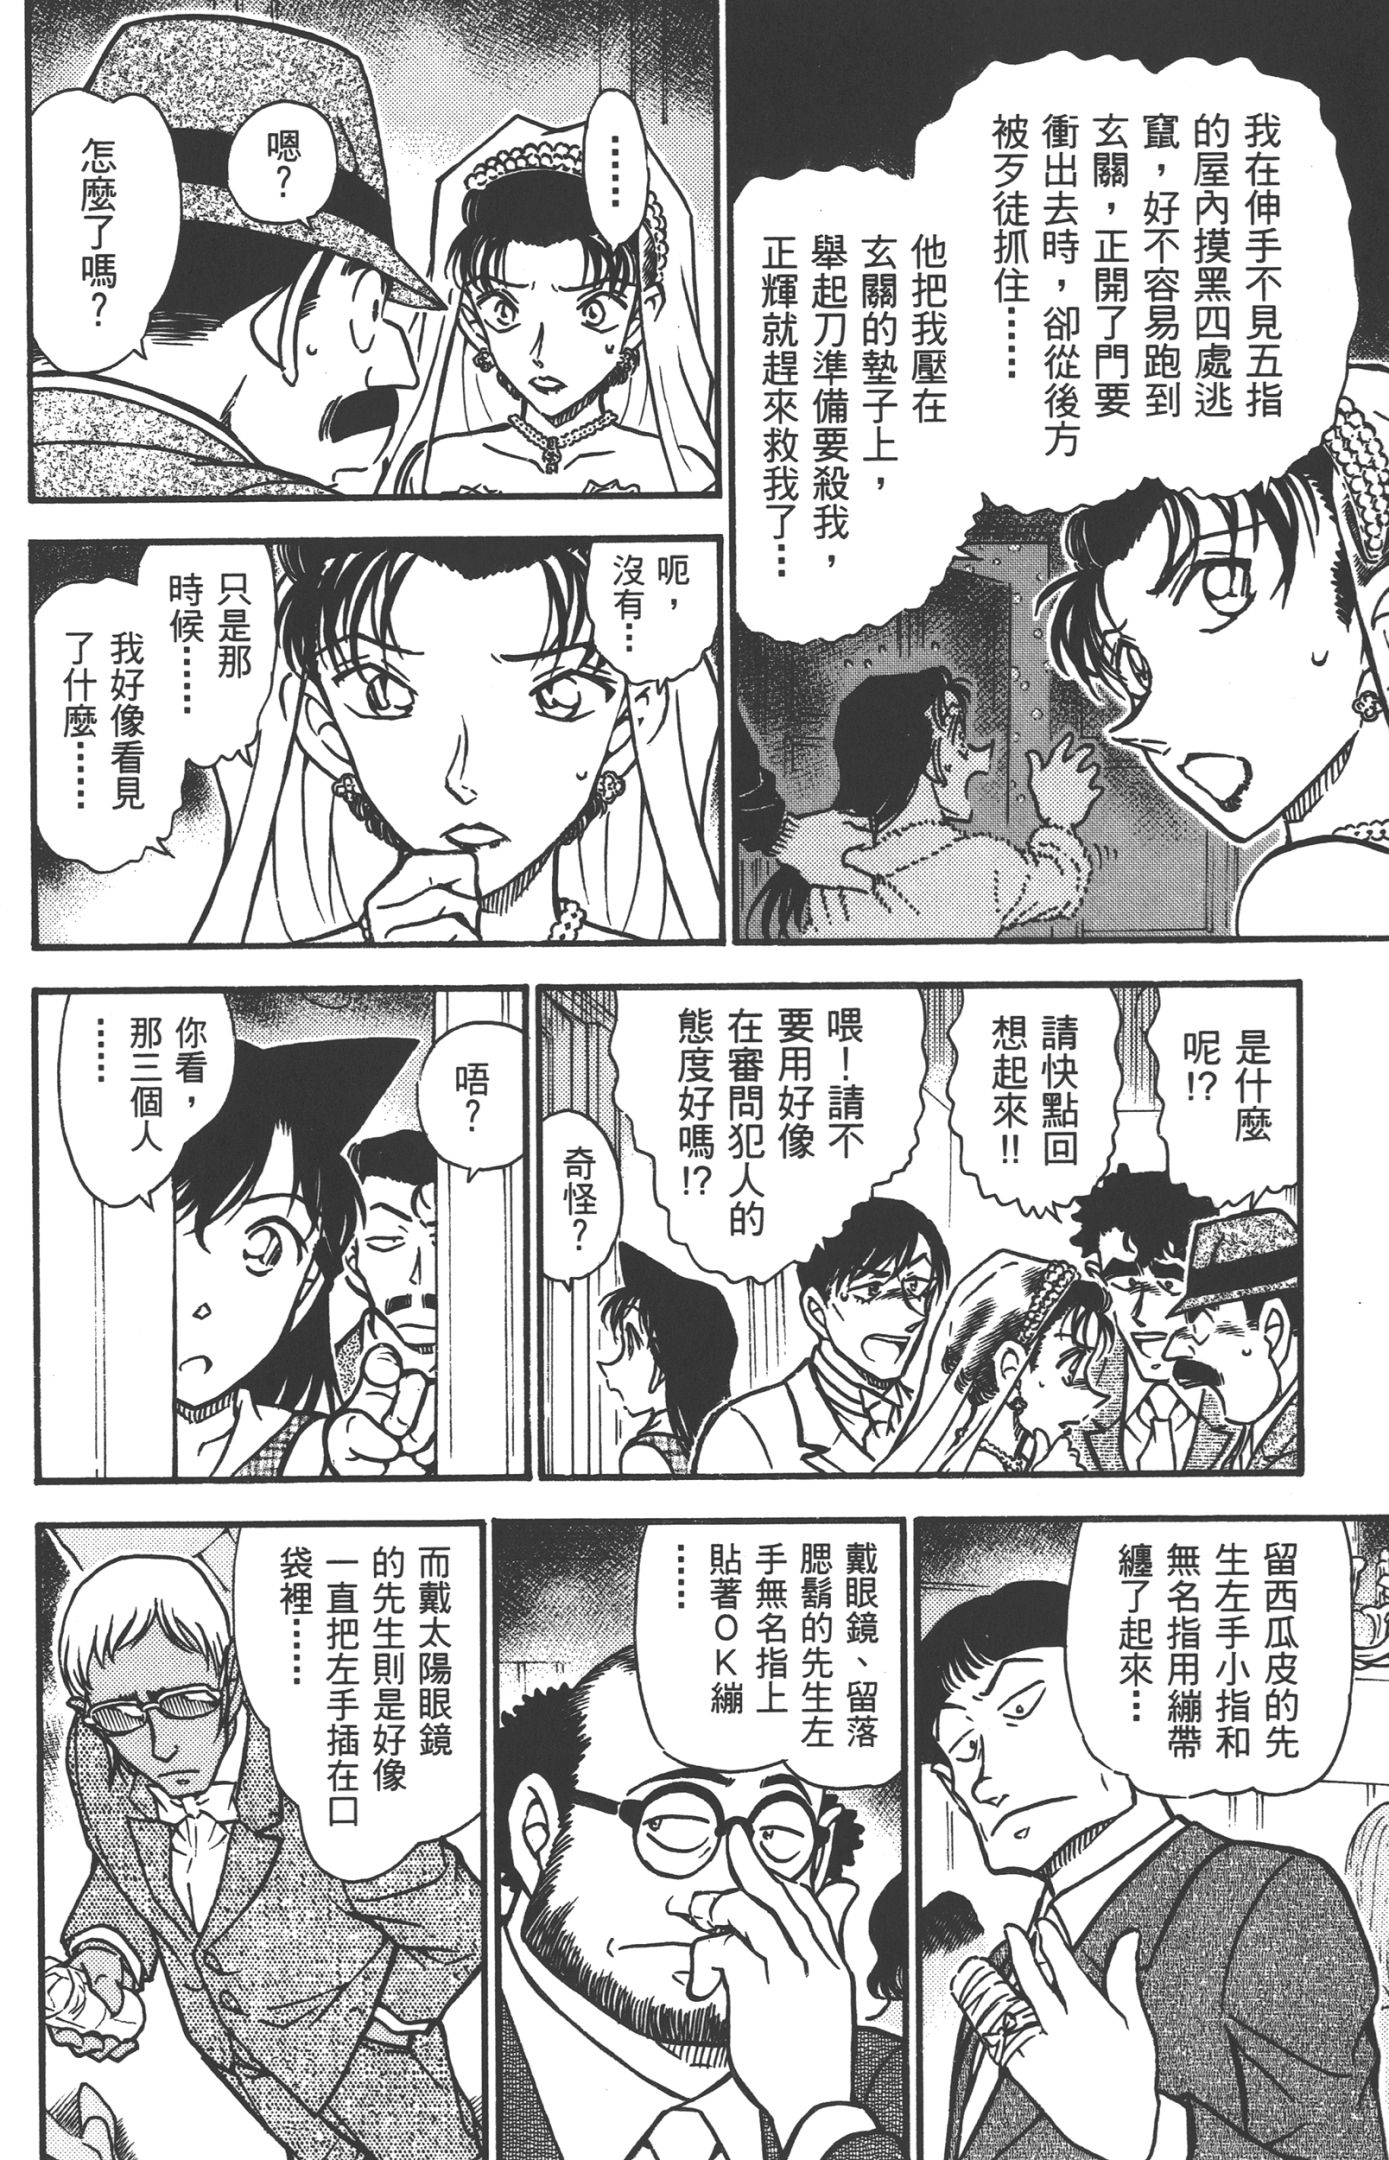 我在伸手不見五指
的屋內摸黑四處逃
竄，好不容易跑到
玄關，正開了門要
衝出去時，卻從後方
被歹徒抓住……
他把我壓在
玄關的墊子上，
舉起刀準備要殺我，
正輝就趕來救我了…
……
嗯？
怎麼了嗎？
呃，
沒有…
只是那
時候……
我好像看見
了什麼……
是什麼
呢!?
請快點回
想起來!!
喂！請不
要用好像
在審問犯人的
態度好嗎!?
奇怪？
唔？
你看，
那三個人
……
留西瓜皮的先
生左手小指和
無名指用繃帶
纏了起來…
戴眼鏡、留落
腮鬍的先生左
手無名指上
貼著OK繃
……
而戴太陽眼鏡
的先生則是好像
一直把左手插在口
袋裡……